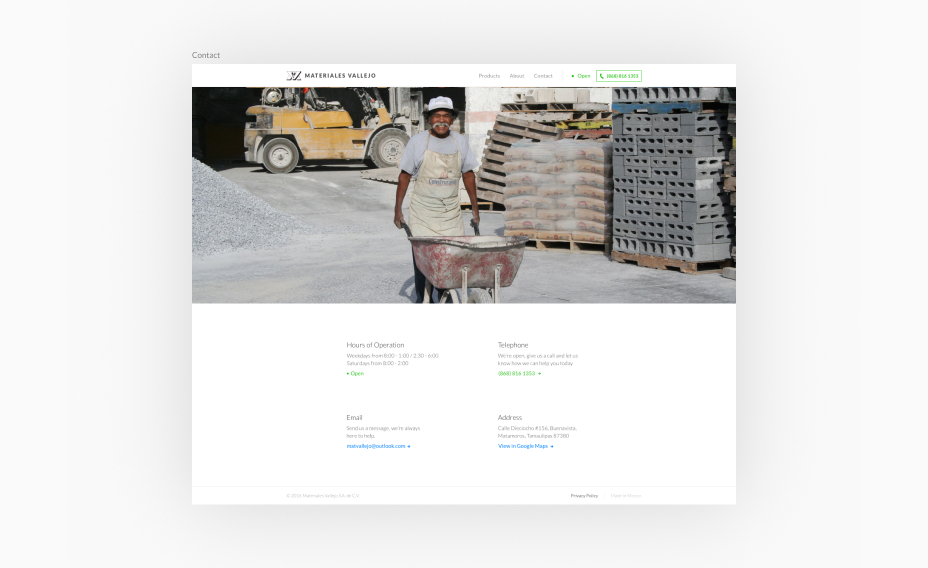 Contact
MATERIALES VALLEJO
Products About Contact Open (868) 816 1353
Hours of Operation
Weekdays from 8:00 - 1:00 / 2:30 - 6:00
Saturdays from 8:00 - 2:00
Open
Telephone
We're open, give us a call and let us
know how we can help you today
(868) 816 1353
Email
Send us a message, we're always
here to help.
matvallejo@outlook.com
Address
Calle Dieciocho #116, Buenavista,
Matamoros, Tamaulipas 87380
View in Google Maps
Materiales Vallejo S.A. de C.V.
Privacy Policy